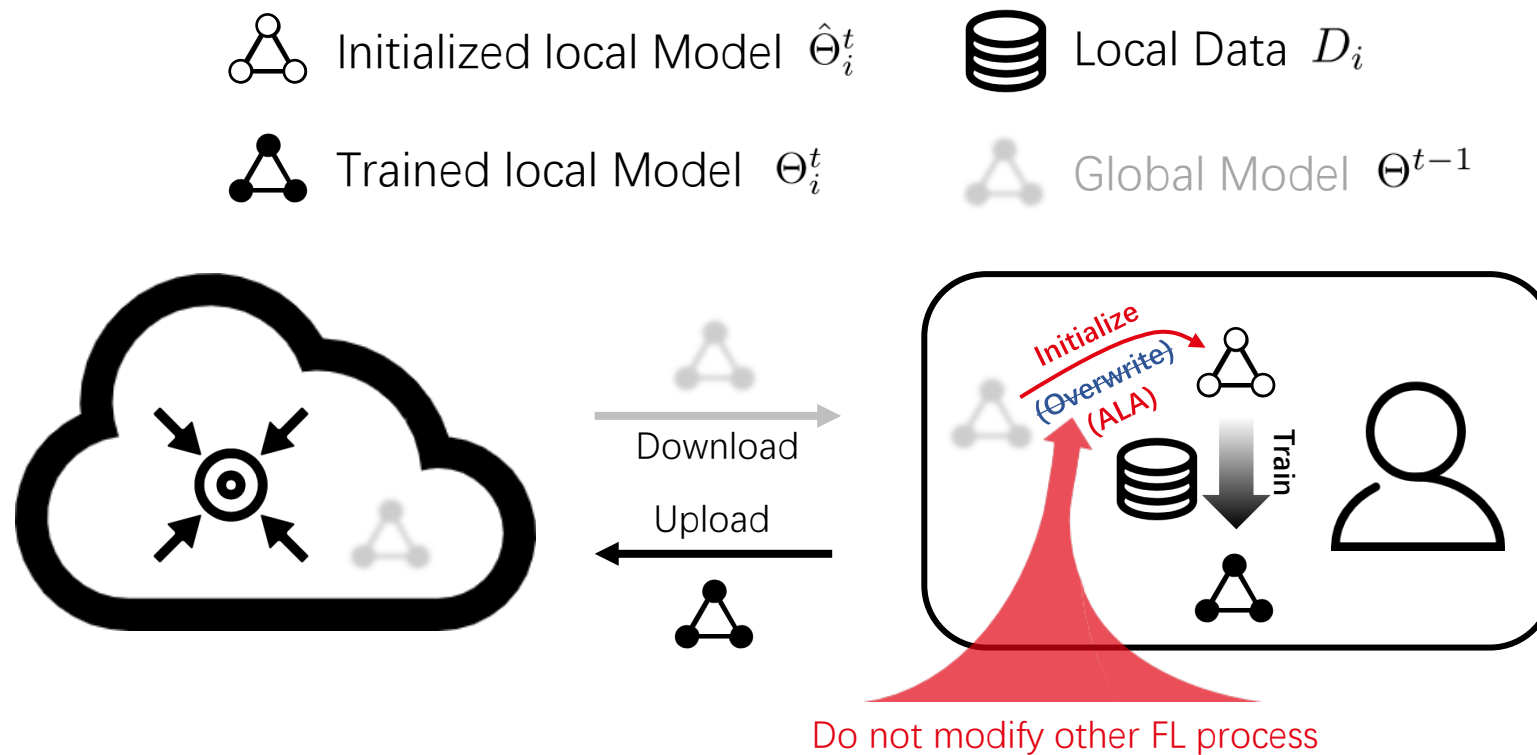 Initialized local Model $\hat{\Theta}_i^t$
Local Data $D_i$
Trained local Model $\Theta_i^t$
Global Model $\Theta^{t-1}$
Download
Upload
Initialize
(Overwrite)
(ALA)
Train
Do not modify other FL process